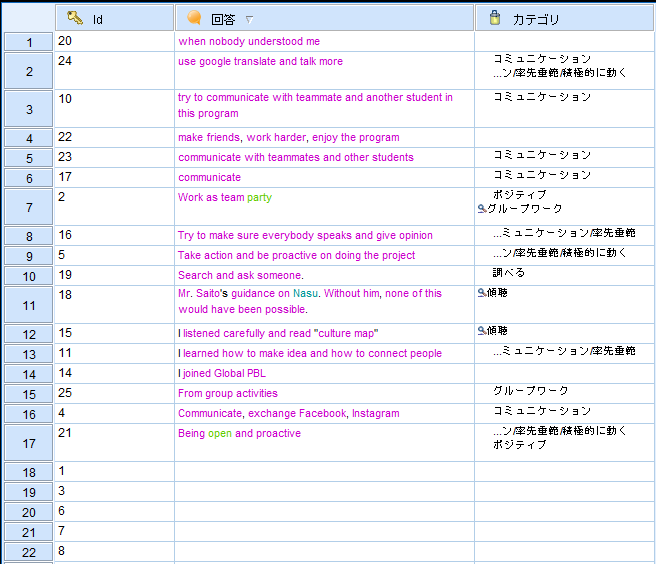 Id 回答 カテゴリ
1 20 when nobody understood me
2 24 use google translate and talk more コミュニケーション
...ン/率先垂範/積極的に動く
3 10 try to communicate with teammate and another student in コミュニケーション
this program
4 22 make friends, work harder, enjoy the program
5 23 communicate with teammates and other students コミュニケーション
6 17 communicate コミュニケーション
7 2 Work as team party ポジティブ
グループワーク
8 16 Try to make sure everybody speaks and give opinion ...ミュニケーション/率先垂範
9 5 Take action and be proactive on doing the project ...ン/率先垂範/積極的に動く
10 19 Search and ask someone. 調べる
11 18 Mr. Saito's guidance on Nasu. Without him, none of this 傾聴
would have been possible.
12 15 I listened carefully and read "culture map" 傾聴
13 11 I learned how to make idea and how to connect people ...ミュニケーション/率先垂範
14 14 I joined Global PBL
15 25 From group activities グループワーク
16 4 Communicate, exchange Facebook, Instagram コミュニケーション
17 21 Being open and proactive ...ン/率先垂範/積極的に動く
ポジティブ
18 1
19 3
20 6
21 7
22 8